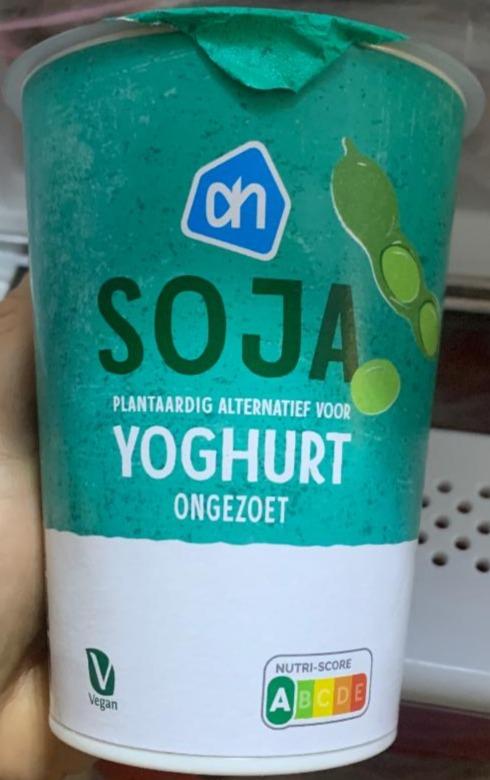 ah
SOJA
PLANTAARDIG ALTERNATIEF VOOR
YOGHURT
ONGEZOET
V
Vegan
NUTRI-SCORE
A B C D E